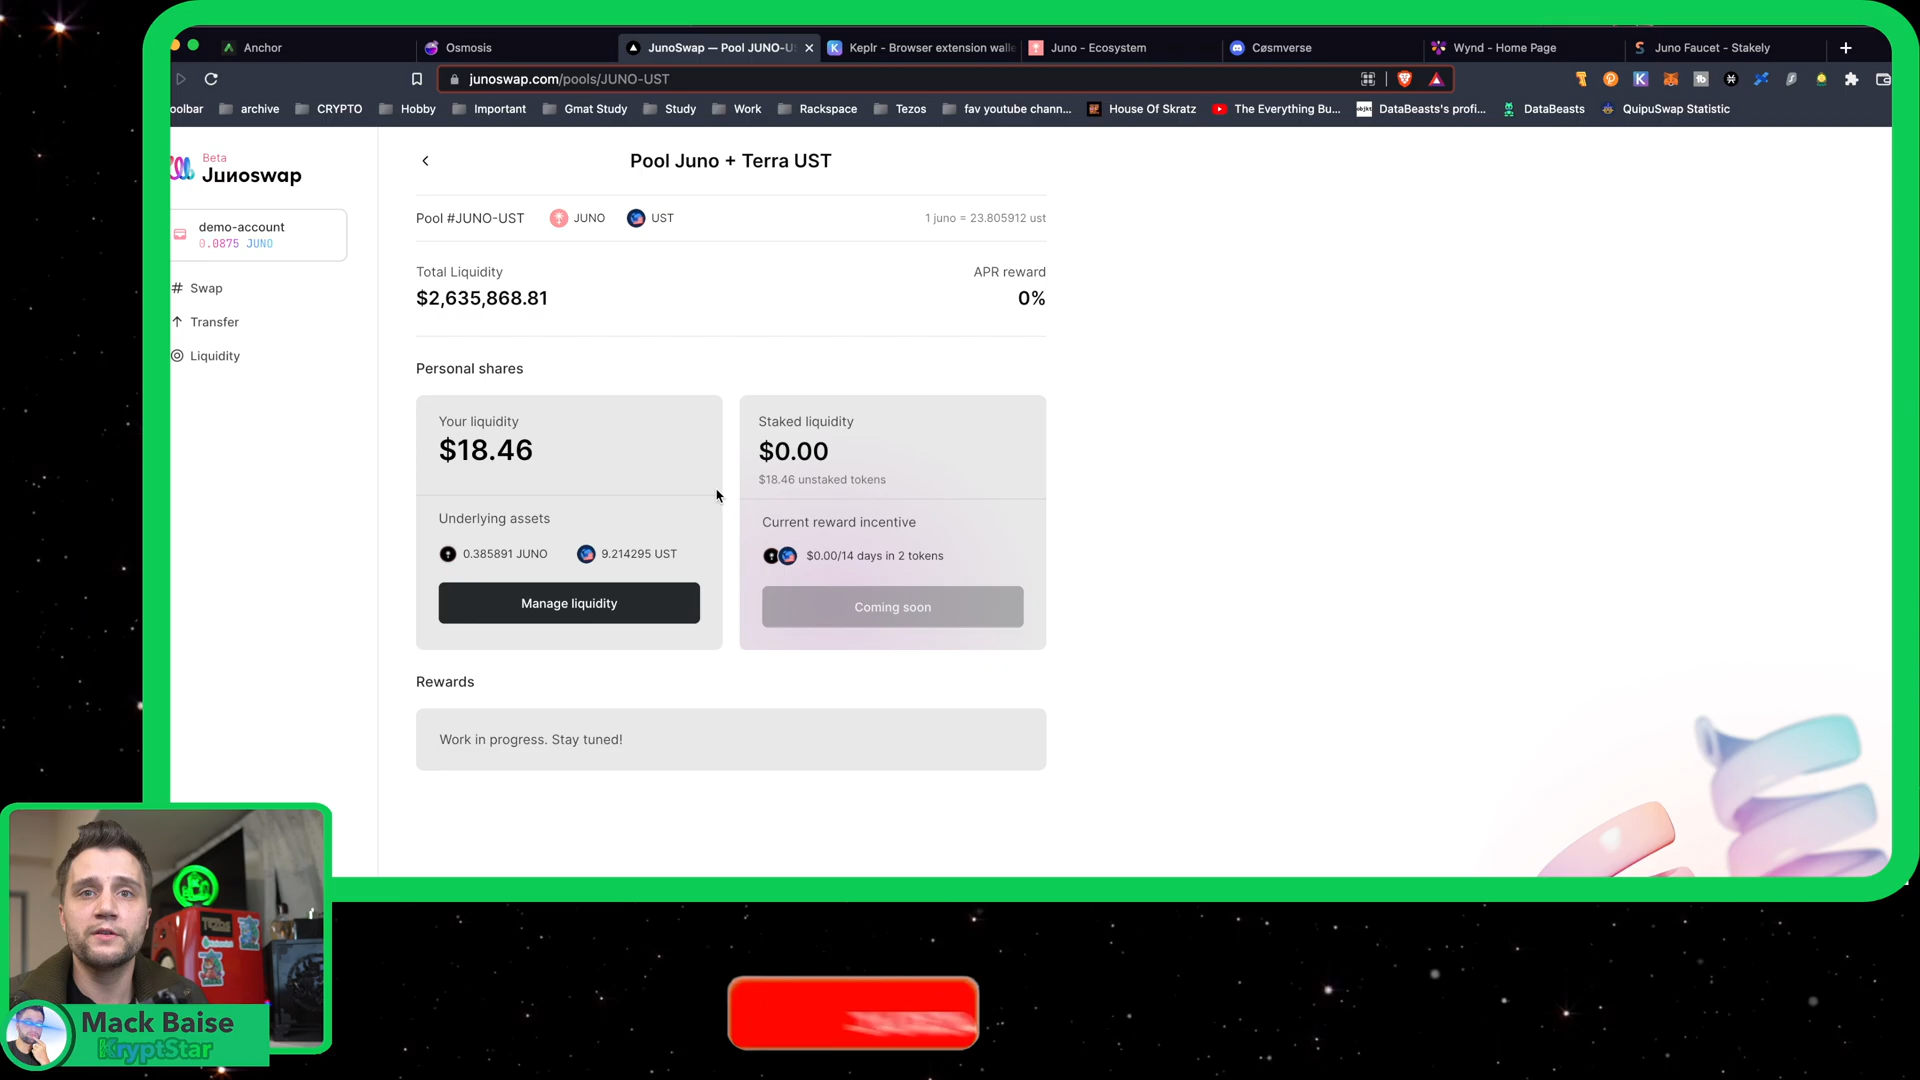 Anchor
Osmosis
JunoSwap — Pool JUNO-U
Keplr - Browser extension wall
Juno - Ecosystem
Cøsmverse
Wynd - Home Page
Juno Faucet - Stakely
junoswap.com/pools/JUNO-UST
oolbar
archive
CRYPTO
Hobby
Important
Gmat Study
Study
Work
Rackspace
Tezos
fav youtube chann...
House Of Skratz
The Everything Bu...
DataBeasts's profi...
DataBeasts
QuipuSwap Statistic
Beta
Junoswap
Pool Juno + Terra UST
demo-account
0.0875 JUNO
Swap
Transfer
Liquidity
Pool #JUNO-UST JUNO UST 1 juno = 23.805912 ust
Total Liquidity APR reward
$2,635,868.81 0%
Personal shares
Your liquidity
$18.46
Underlying assets
0.385891 JUNO 9.214295 UST
Manage liquidity
Staked liquidity
$0.00
$18.46 unstaked tokens
Current reward incentive
$0.00/14 days in 2 tokens
Coming soon
Rewards
Work in progress. Stay tuned!
Mack Baise
KryptStar